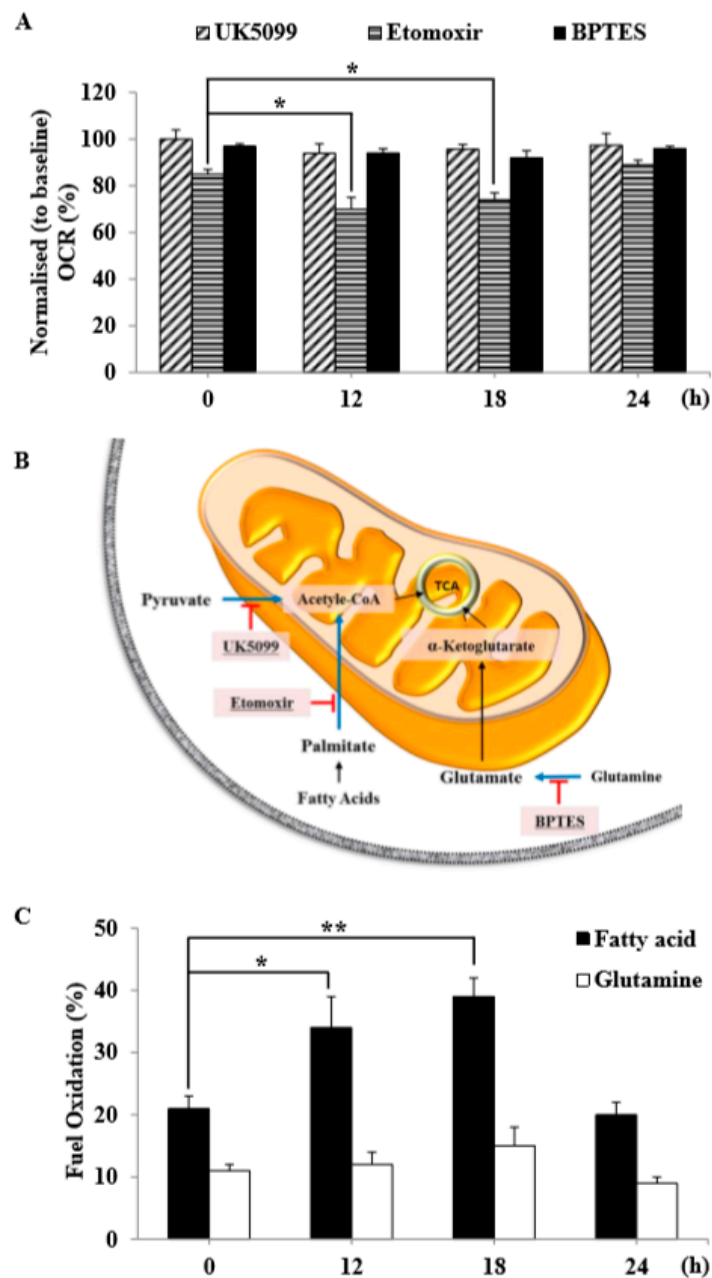 A
UK5099 Etomoxir BPTES
* 
*
Normalised (to baseline)
OCR (%)
120
100
80
60
40
20
0
0 12 18 24 (h)
B
TCA
Pyruvate Acetyle-CoA
UK5099 α-Ketoglutarate
Etomoxir
Palmitate
Glutamate Glutamine
Fatty Acids
BPTES
C
Fatty acid
Glutamine
**
*
Fuel Oxidation (%)
50
40
30
20
10
0
0 12 18 24 (h)